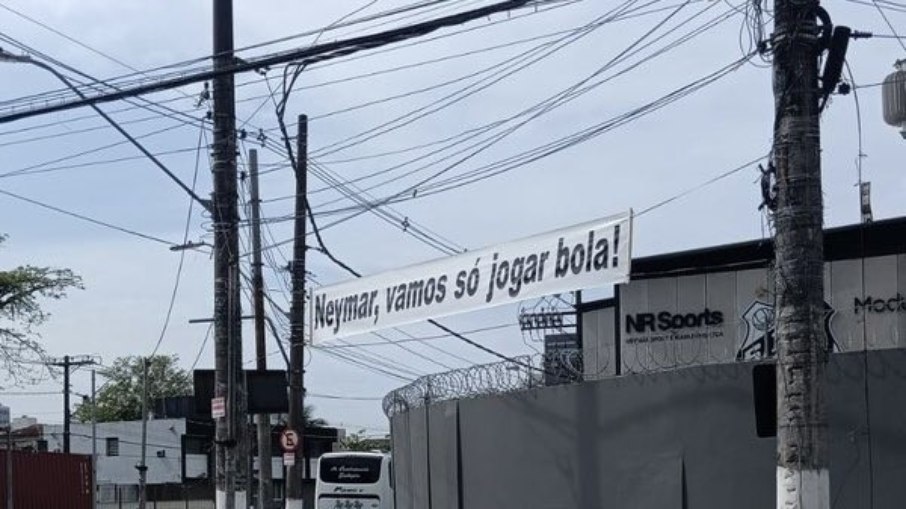 Neymar, vamos só jogar bola!
NR Sports